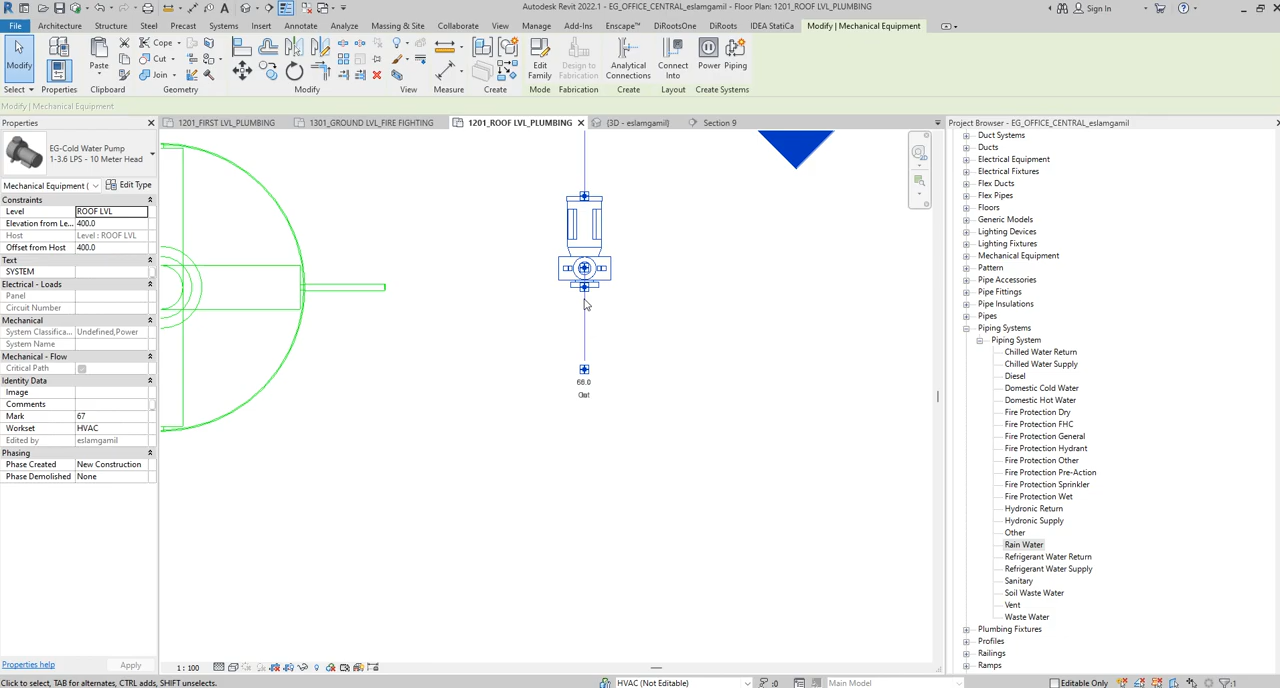 Autodesk Revit 2022.1 - EG_OFFICE_CENTRAL_eslamgamil - Floor Plan: 1201_ROOF LVL_PLUMBING
Sign In
File Architecture Structure Steel Precast Systems Insert Annotate Analyze Massing & Site Collaborate View Manage Add-Ins Enscape™ DiRootsOne DiRoots IDEA StatiCa Modify | Mechanical Equipment
Modify
Paste
Cope
Cut
Join
Edit Family
Design to Fabrication
Analytical Connections
Connect Into
Power Piping
Select Properties Clipboard Geometry Modify View Measure Create Mode Fabrication Create Layout Create Systems
Modify | Mechanical Equipment
Properties
1201_FIRST LVL_PLUMBING
1301_GROUND LVL_FIRE FIGHTING
1201_ROOF LVL_PLUMBING
(3D - eslamgamil)
Section 9
Project Browser - EG_OFFICE_CENTRAL_eslamgamil
EG-Cold Water Pump
1-3.6 LPS - 10 Meter Head
Mechanical Equipment (
Edit Type
Constraints
Level ROOF LVL
Elevation from Le... 400.0
Host Level : ROOF LVL
Offset from Host 400.0
Text
SYSTEM
Electrical - Loads
Panel
Circuit Number
Mechanical
System Classifica... Undefined,Power
System Name
Mechanical - Flow
Critical Path
Identity Data
Image
Comments
Mark 67
Workset HVAC
Edited by eslamgamil
Phasing
Phase Created New Construction
Phase Demolished None
Properties help
Apply
68.0
Out
Duct Systems
Ducts
Electrical Equipment
Electrical Fixtures
Flex Ducts
Flex Pipes
Floors
Generic Models
Lighting Devices
Lighting Fixtures
Mechanical Equipment
Pattern
Pipe Accessories
Pipe Fittings
Pipe Insulations
Pipes
Piping Systems
Piping System
Chilled Water Return
Chilled Water Supply
Diesel
Domestic Cold Water
Domestic Hot Water
Fire Protection Dry
Fire Protection FHC
Fire Protection General
Fire Protection Hydrant
Fire Protection Other
Fire Protection Pre-Action
Fire Protection Sprinkler
Fire Protection Wet
Hydronic Return
Hydronic Supply
Other
Rain Water
Refrigerant Water Return
Refrigerant Water Supply
Sanitary
Soil Waste Water
Vent
Waste Water
Plumbing Fixtures
Profiles
Railings
Ramps
1 : 100
Click to select, TAB for alternates, CTRL adds, SHIFT unselects.
HVAC (Not Editable)
:0
Main Model
Editable Only
:1